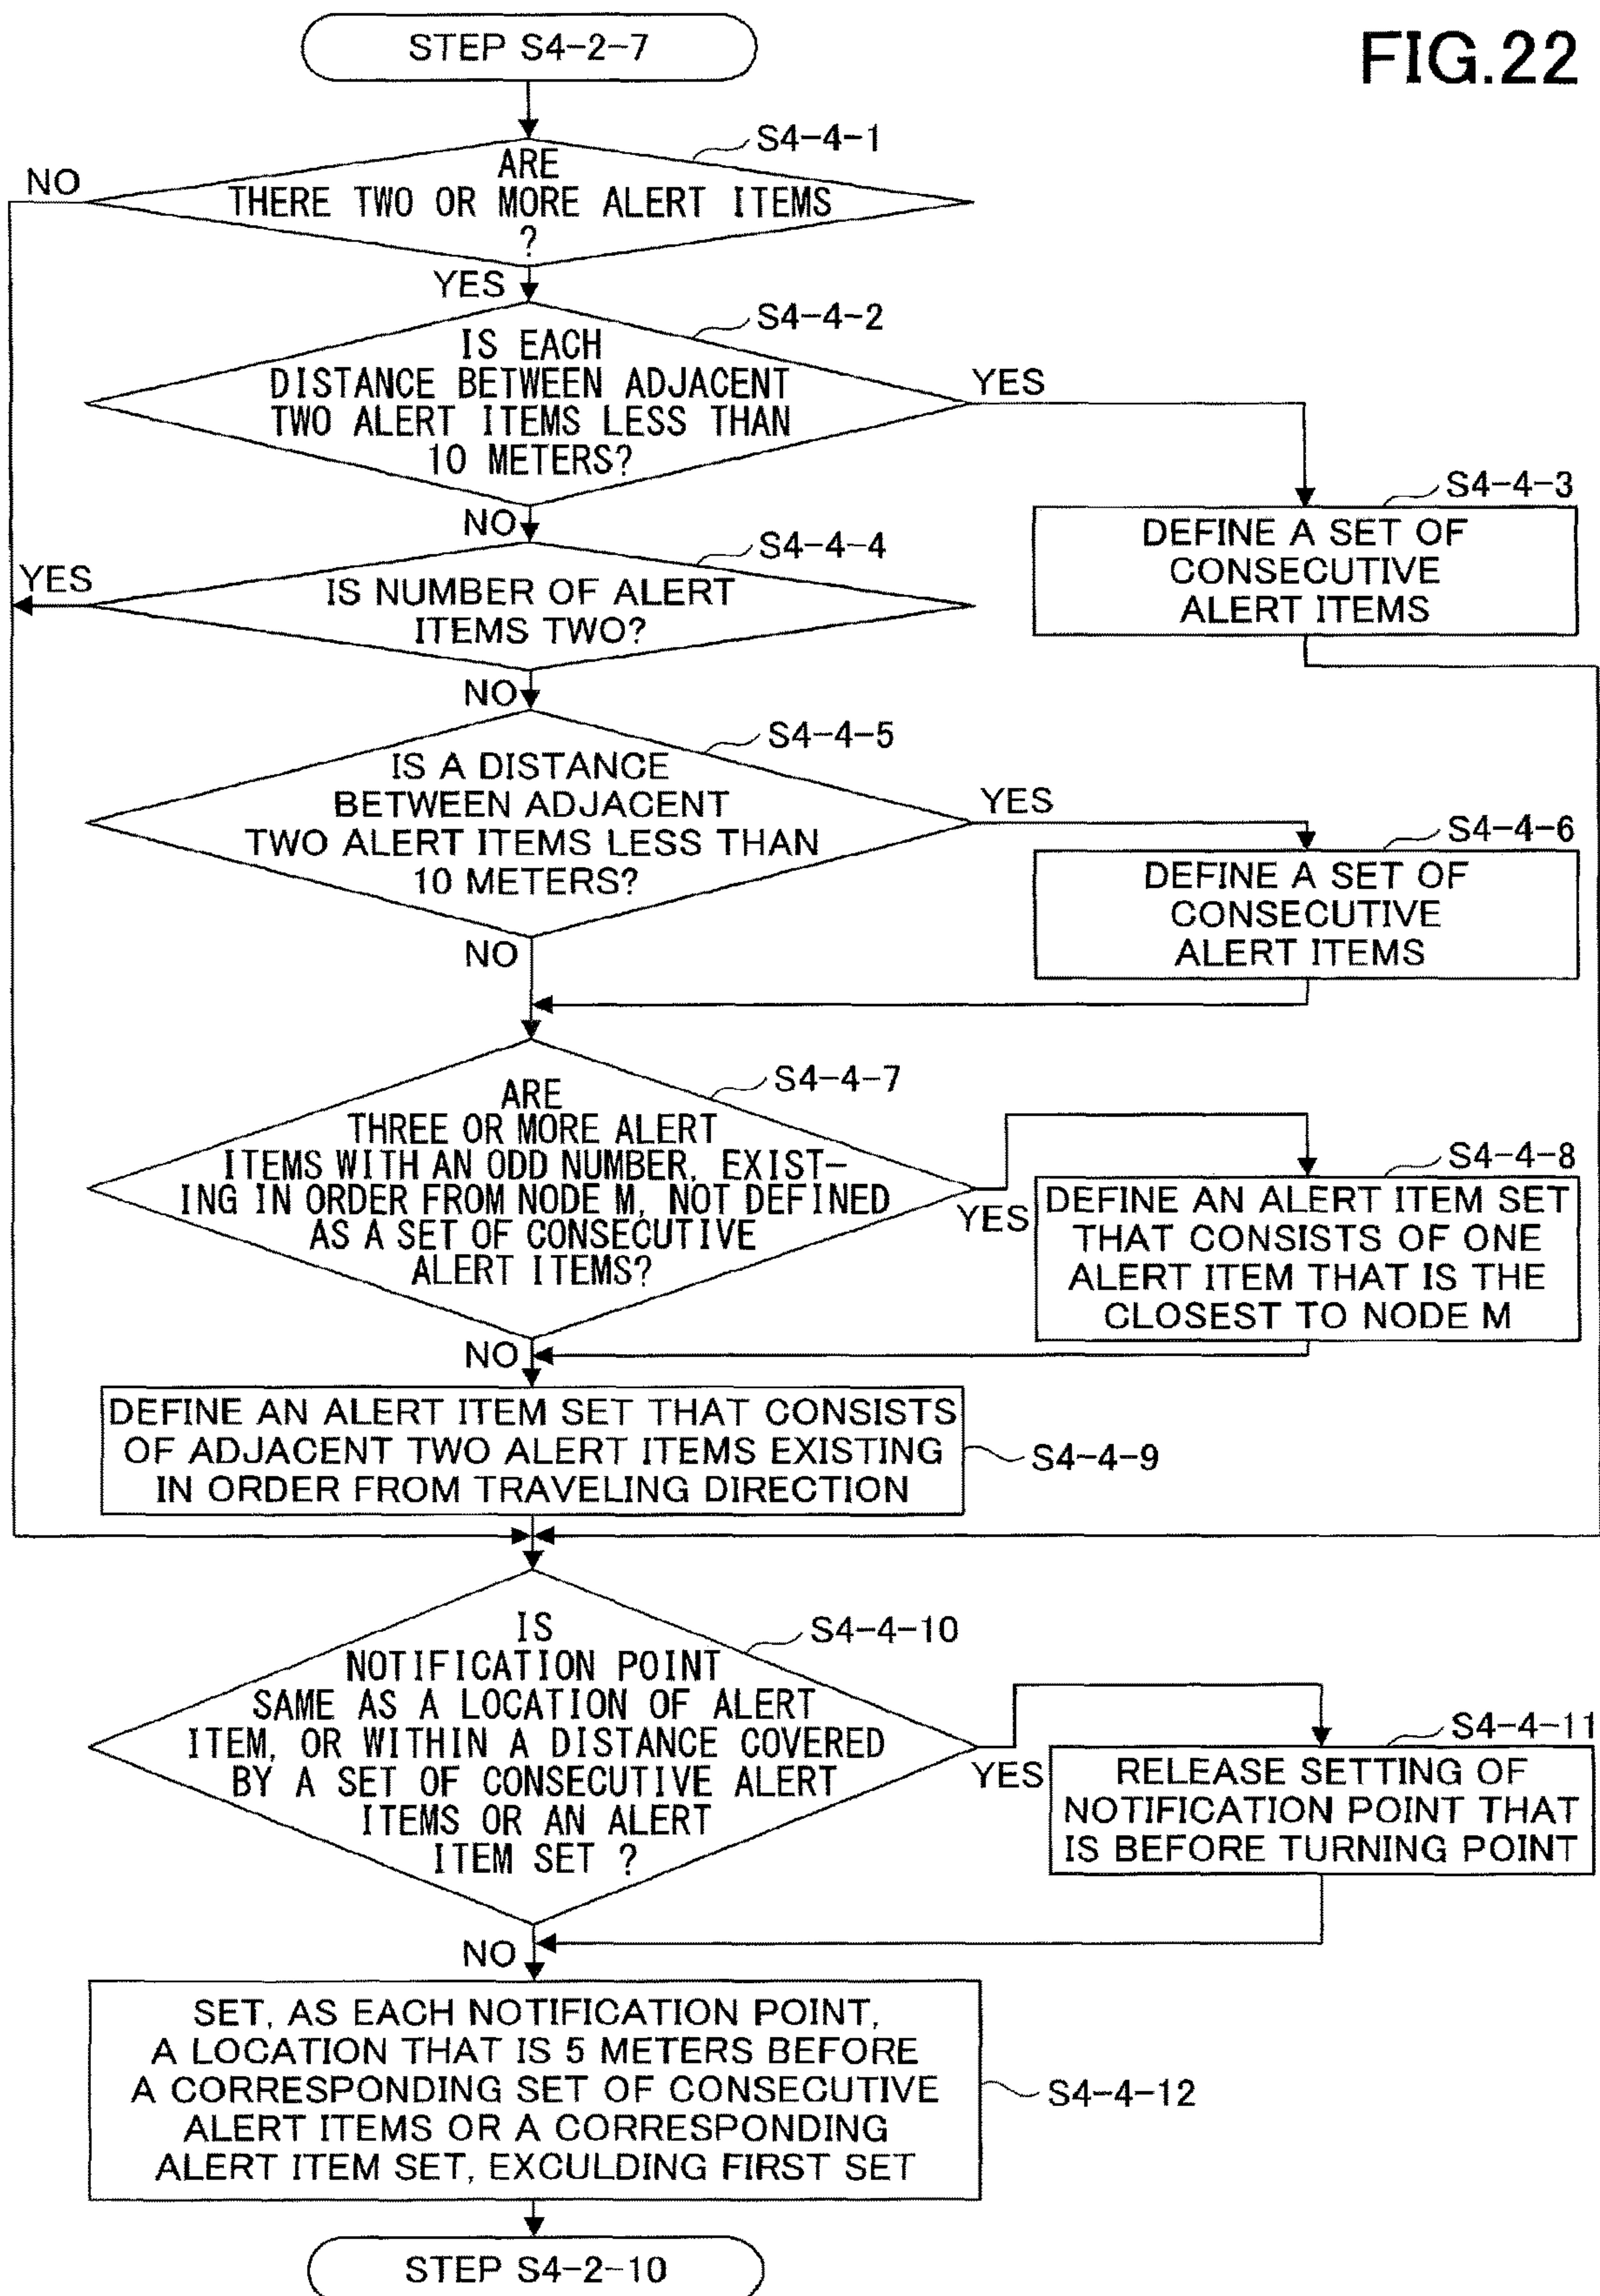 STEP S4-2-7
FIG.22
S4-4-1
NO
ARE
THERE TWO OR MORE ALERT ITEMS
?
YES
S4-4-2
IS EACH
DISTANCE BETWEEN ADJACENT
TWO ALERT ITEMS LESS THAN
10 METERS?
YES
S4-4-3
DEFINE A SET OF
CONSECUTIVE
ALERT ITEMS
NO
S4-4-4
YES
IS NUMBER OF ALERT
ITEMS TWO?
NO
S4-4-5
IS A DISTANCE
BETWEEN ADJACENT
TWO ALERT ITEMS LESS THAN
10 METERS?
YES
S4-4-6
DEFINE A SET OF
CONSECUTIVE
ALERT ITEMS
NO
S4-4-7
ARE
THREE OR MORE ALERT
ITEMS WITH AN ODD NUMBER, EXIST-
ING IN ORDER FROM NODE M, NOT DEFINED
AS A SET OF CONSECUTIVE
ALERT ITEMS?
YES
S4-4-8
DEFINE AN ALERT ITEM SET
THAT CONSISTS OF ONE
ALERT ITEM THAT IS THE
CLOSEST TO NODE M
NO
DEFINE AN ALERT ITEM SET THAT CONSISTS
OF ADJACENT TWO ALERT ITEMS EXISTING
IN ORDER FROM TRAVELING DIRECTION
S4-4-9
S4-4-10
IS
NOTIFICATION POINT
SAME AS A LOCATION OF ALERT
ITEM, OR WITHIN A DISTANCE COVERED
BY A SET OF CONSECUTIVE ALERT
ITEMS OR AN ALERT
ITEM SET ?
YES
S4-4-11
RELEASE SETTING OF
NOTIFICATION POINT THAT
IS BEFORE TURNING POINT
NO
SET, AS EACH NOTIFICATION POINT,
A LOCATION THAT IS 5 METERS BEFORE
A CORRESPONDING SET OF CONSECUTIVE
ALERT ITEMS OR A CORRESPONDING
ALERT ITEM SET, EXCULDING FIRST SET
S4-4-12
STEP S4-2-10